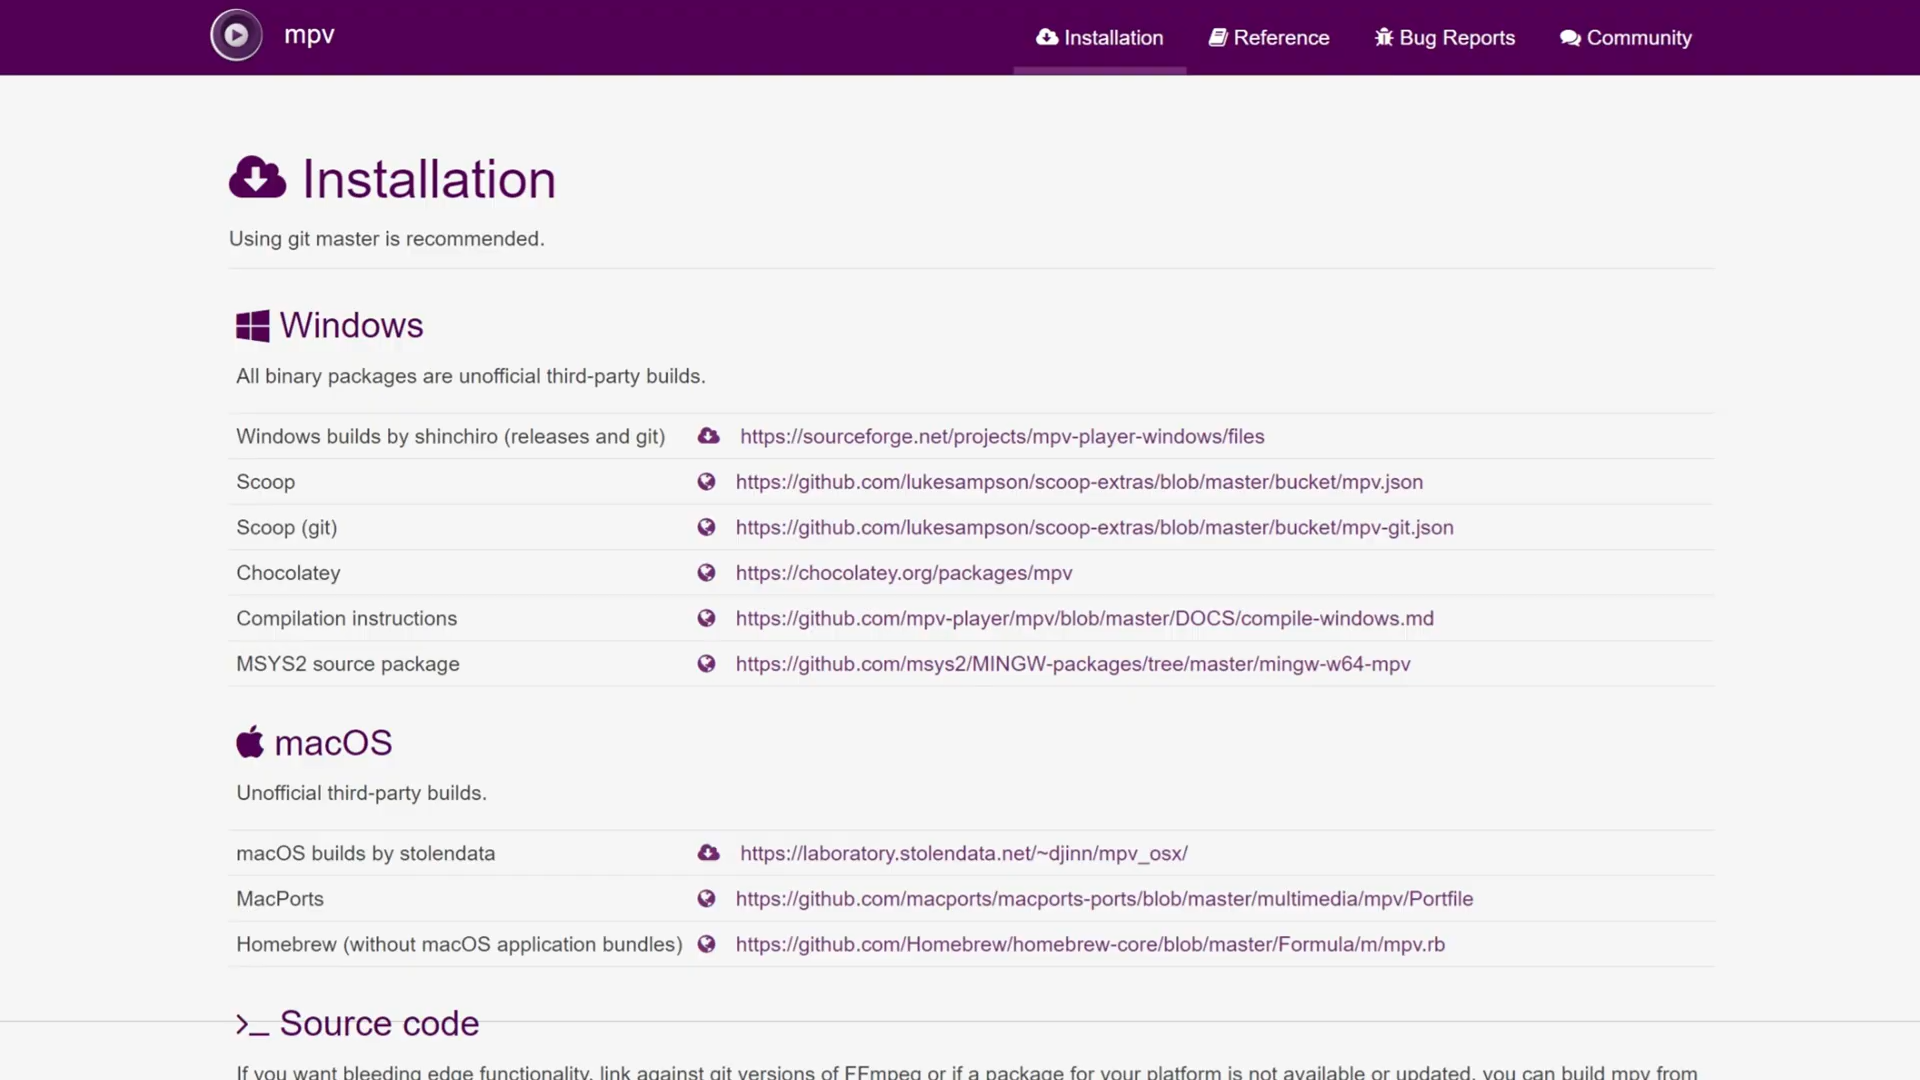 mpv
Installation
Reference
Bug Reports
Community
Installation
Using git master is recommended.
Windows
All binary packages are unofficial third-party builds.
Windows builds by shinchiro (releases and git) https://sourceforge.net/projects/mpv-player-windows/files
Scoop https://github.com/lukesampson/scoop-extras/blob/master/bucket/mpv.json
Scoop (git) https://github.com/lukesampson/scoop-extras/blob/master/bucket/mpv-git.json
Chocolatey https://chocolatey.org/packages/mpv
Compilation instructions https://github.com/mpv-player/mpv/blob/master/DOCS/compile-windows.md
MSYS2 source package https://github.com/msys2/MINGW-packages/tree/master/mingw-w64-mpv
macOS
Unofficial third-party builds.
macOS builds by stolendata https://laboratory.stolendata.net/~djinn/mpv_osx/
MacPorts https://github.com/macports/macports-ports/blob/master/multimedia/mpv/Portfile
Homebrew (without macOS application bundles) https://github.com/Homebrew/homebrew-core/blob/master/Formula/m/mpv.rb
Source code
If you want bleeding edge functionality, link against git versions of FFmpeg or if a package for your platform is not available or updated, you can build mpv from